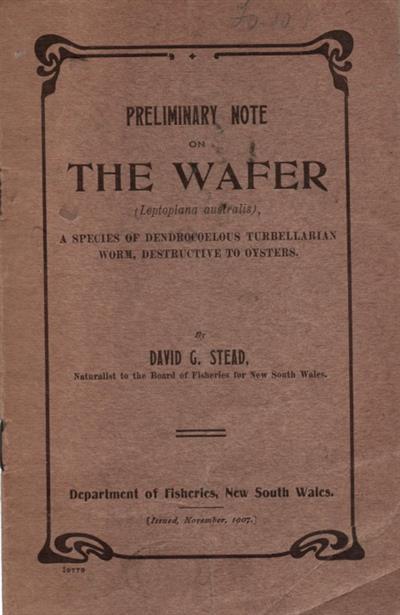 PRELIMINARY NOTE
ON
THE WAFER
(Leptoplana australis),
A SPECIES OF DENDROCOELOUS TURBELLARIAN
WORM, DESTRUCTIVE TO OYSTERS.
By
DAVID G. STEAD,
Naturalist to the Board of Fisheries for New South Wales.
Department of Fisheries, New South Wales.
(Issued, November, 1907.)